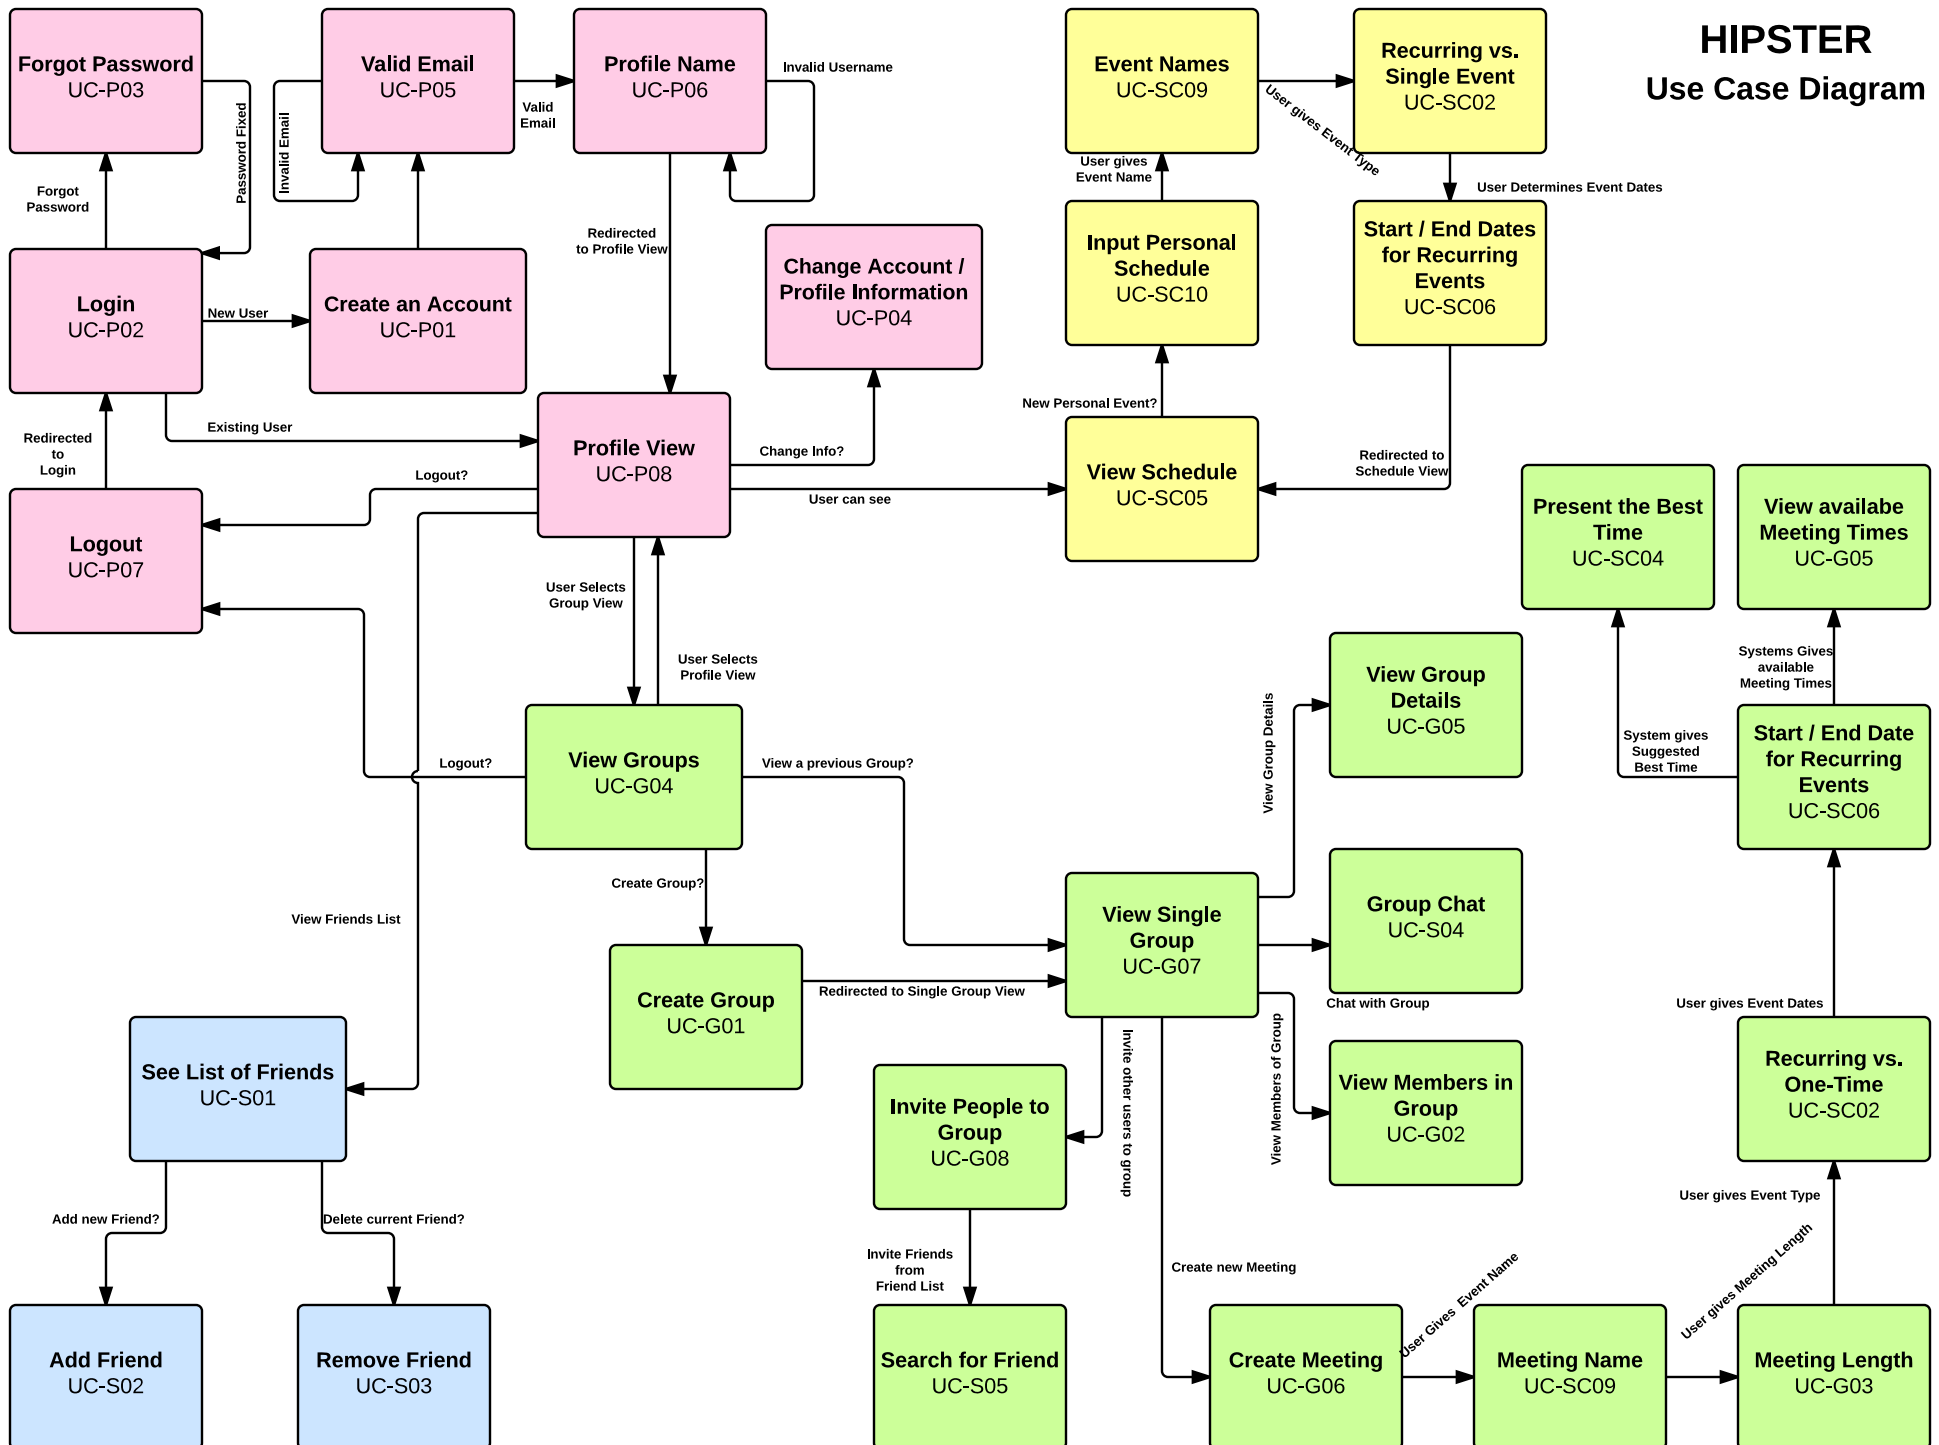 HIPSTER
Use Case Diagram
Forgot Password
UC-P03
Valid Email
UC-P05
Profile Name
UC-P06
Invalid Username
Event Names
UC-SC09
Recurring vs.
Single Event
UC-SC02
Password Fixed
Invalid Email
Valid
Email
User gives Event Type
Forgot
Password
User gives
Event Name
User Determines Event Dates
Redirected
to Profile View
Login
UC-P02
New User
Create an Account
UC-P01
Change Account /
Profile Information
UC-P04
Input Personal
Schedule
UC-SC10
Start / End Dates
for Recurring
Events
UC-SC06
Redirected
to
Login
Existing User
Profile View
UC-P08
Change Info?
New Personal Event?
View Schedule
UC-SC05
Redirected to
Schedule View
Logout?
User can see
Logout
UC-P07
Present the Best
Time
UC-SC04
View availabe
Meeting Times
UC-G05
User Selects
Group View
User Selects
Profile View
View Group
Details
UC-G05
View Group Details
Systems Gives
available
Meeting Times
System gives
Suggested
Best Time
Start / End Date
for Recurring
Events
UC-SC06
Logout?
View Groups
UC-G04
View a previous Group?
Create Group?
View Friends List
View Single
Group
UC-G07
Group Chat
UC-S04
Chat with Group
Create Group
UC-G01
Redirected to Single Group View
User gives Event Dates
See List of Friends
UC-S01
Invite People to
Group
UC-G08
Invite other users to group
View Members of Group
View Members in
Group
UC-G02
Recurring vs.
One-Time
UC-SC02
User gives Event Type
Add new Friend?
Delete current Friend?
Invite Friends
from
Friend List
Create new Meeting
User Gives  Event Name
User gives Meeting Length
Add Friend
UC-S02
Remove Friend
UC-S03
Search for Friend
UC-S05
Create Meeting
UC-G06
Meeting Name
UC-SC09
Meeting Length
UC-G03